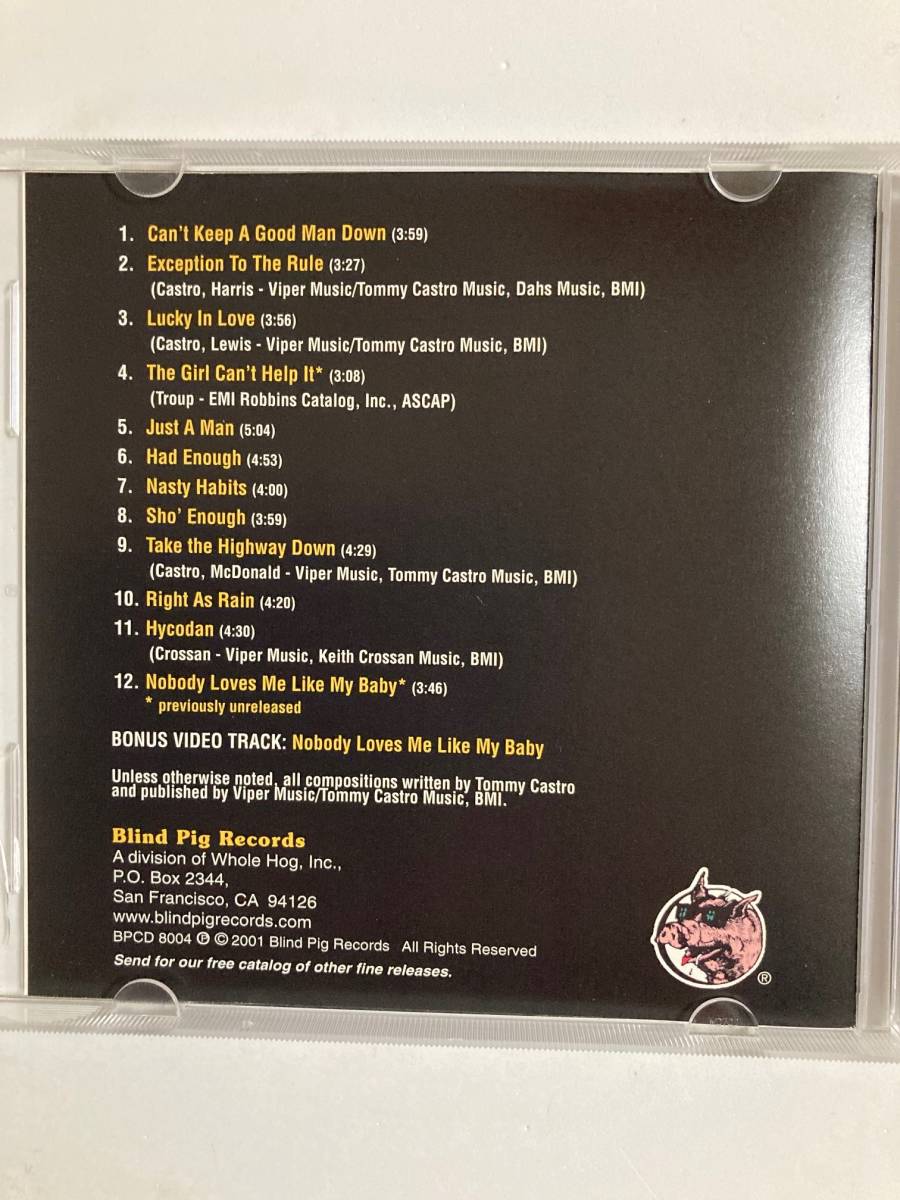 1. Can't Keep A Good Man Down (3:59)
2. Exception To The Rule (3:27)
(Castro, Harris - Viper Music/Tommy Castro Music, Dahs Music, BMI)
3. Lucky In Love (3:56)
(Castro, Lewis - Viper Music/Tommy Castro Music, BMI)
4. The Girl Can't Help It* (3:08)
(Troup - EMI Robbins Catalog, Inc., ASCAP)
5. Just A Man (5:04)
6. Had Enough (4:53)
7. Nasty Habits (4:00)
8. Sho' Enough (3:59)
9. Take the Highway Down (4:29)
(Castro, McDonald - Viper Music, Tommy Castro Music, BMI)
10. Right As Rain (4:20)
11. Hycodan (4:30)
(Crossan - Viper Music, Keith Crossan Music, BMI)
12. Nobody Loves Me Like My Baby* (3:46)
* previously unreleased
BONUS VIDEO TRACK: Nobody Loves Me Like My Baby
Unless otherwise noted, all compositions written by Tommy Castro
and published by Viper Music/Tommy Castro Music, BMI.
Blind Pig Records
A division of Whole Hog, Inc.,
P.O. Box 2344,
San Francisco, CA 94126
www.blindpigrecords.com
BPCD 8004 ℗ © 2001 Blind Pig Records All Rights Reserved
Send for our free catalog of other fine releases.
®